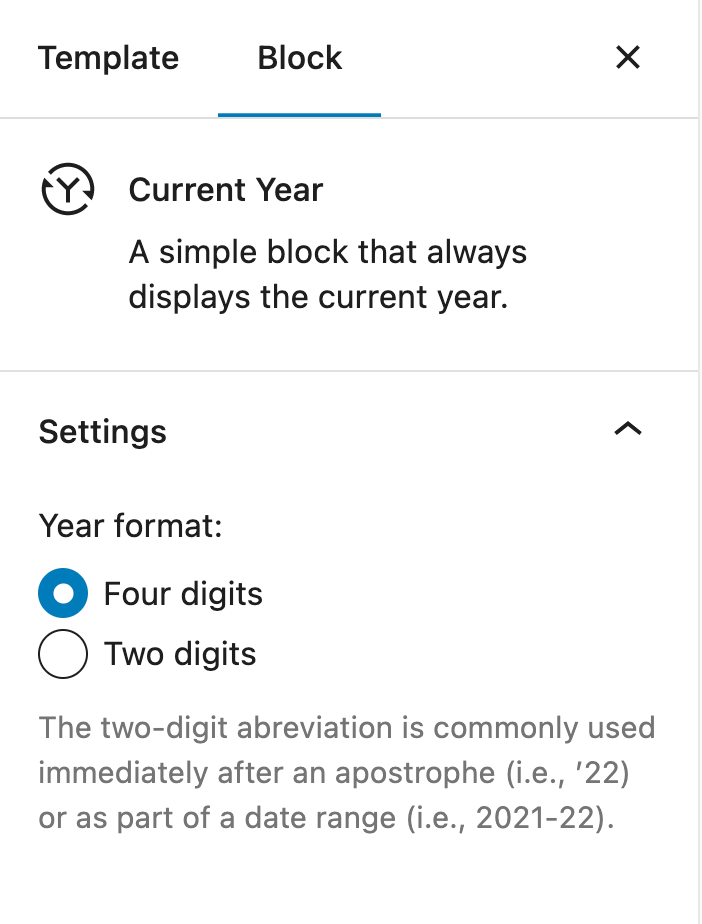 Template Block
Current Year
A simple block that always
displays the current year.
Settings
Year format:
Four digits
Two digits
The two-digit abreviation is commonly used
immediately after an apostrophe (i.e., ′22)
or as part of a date range (i.e., 2021-22).